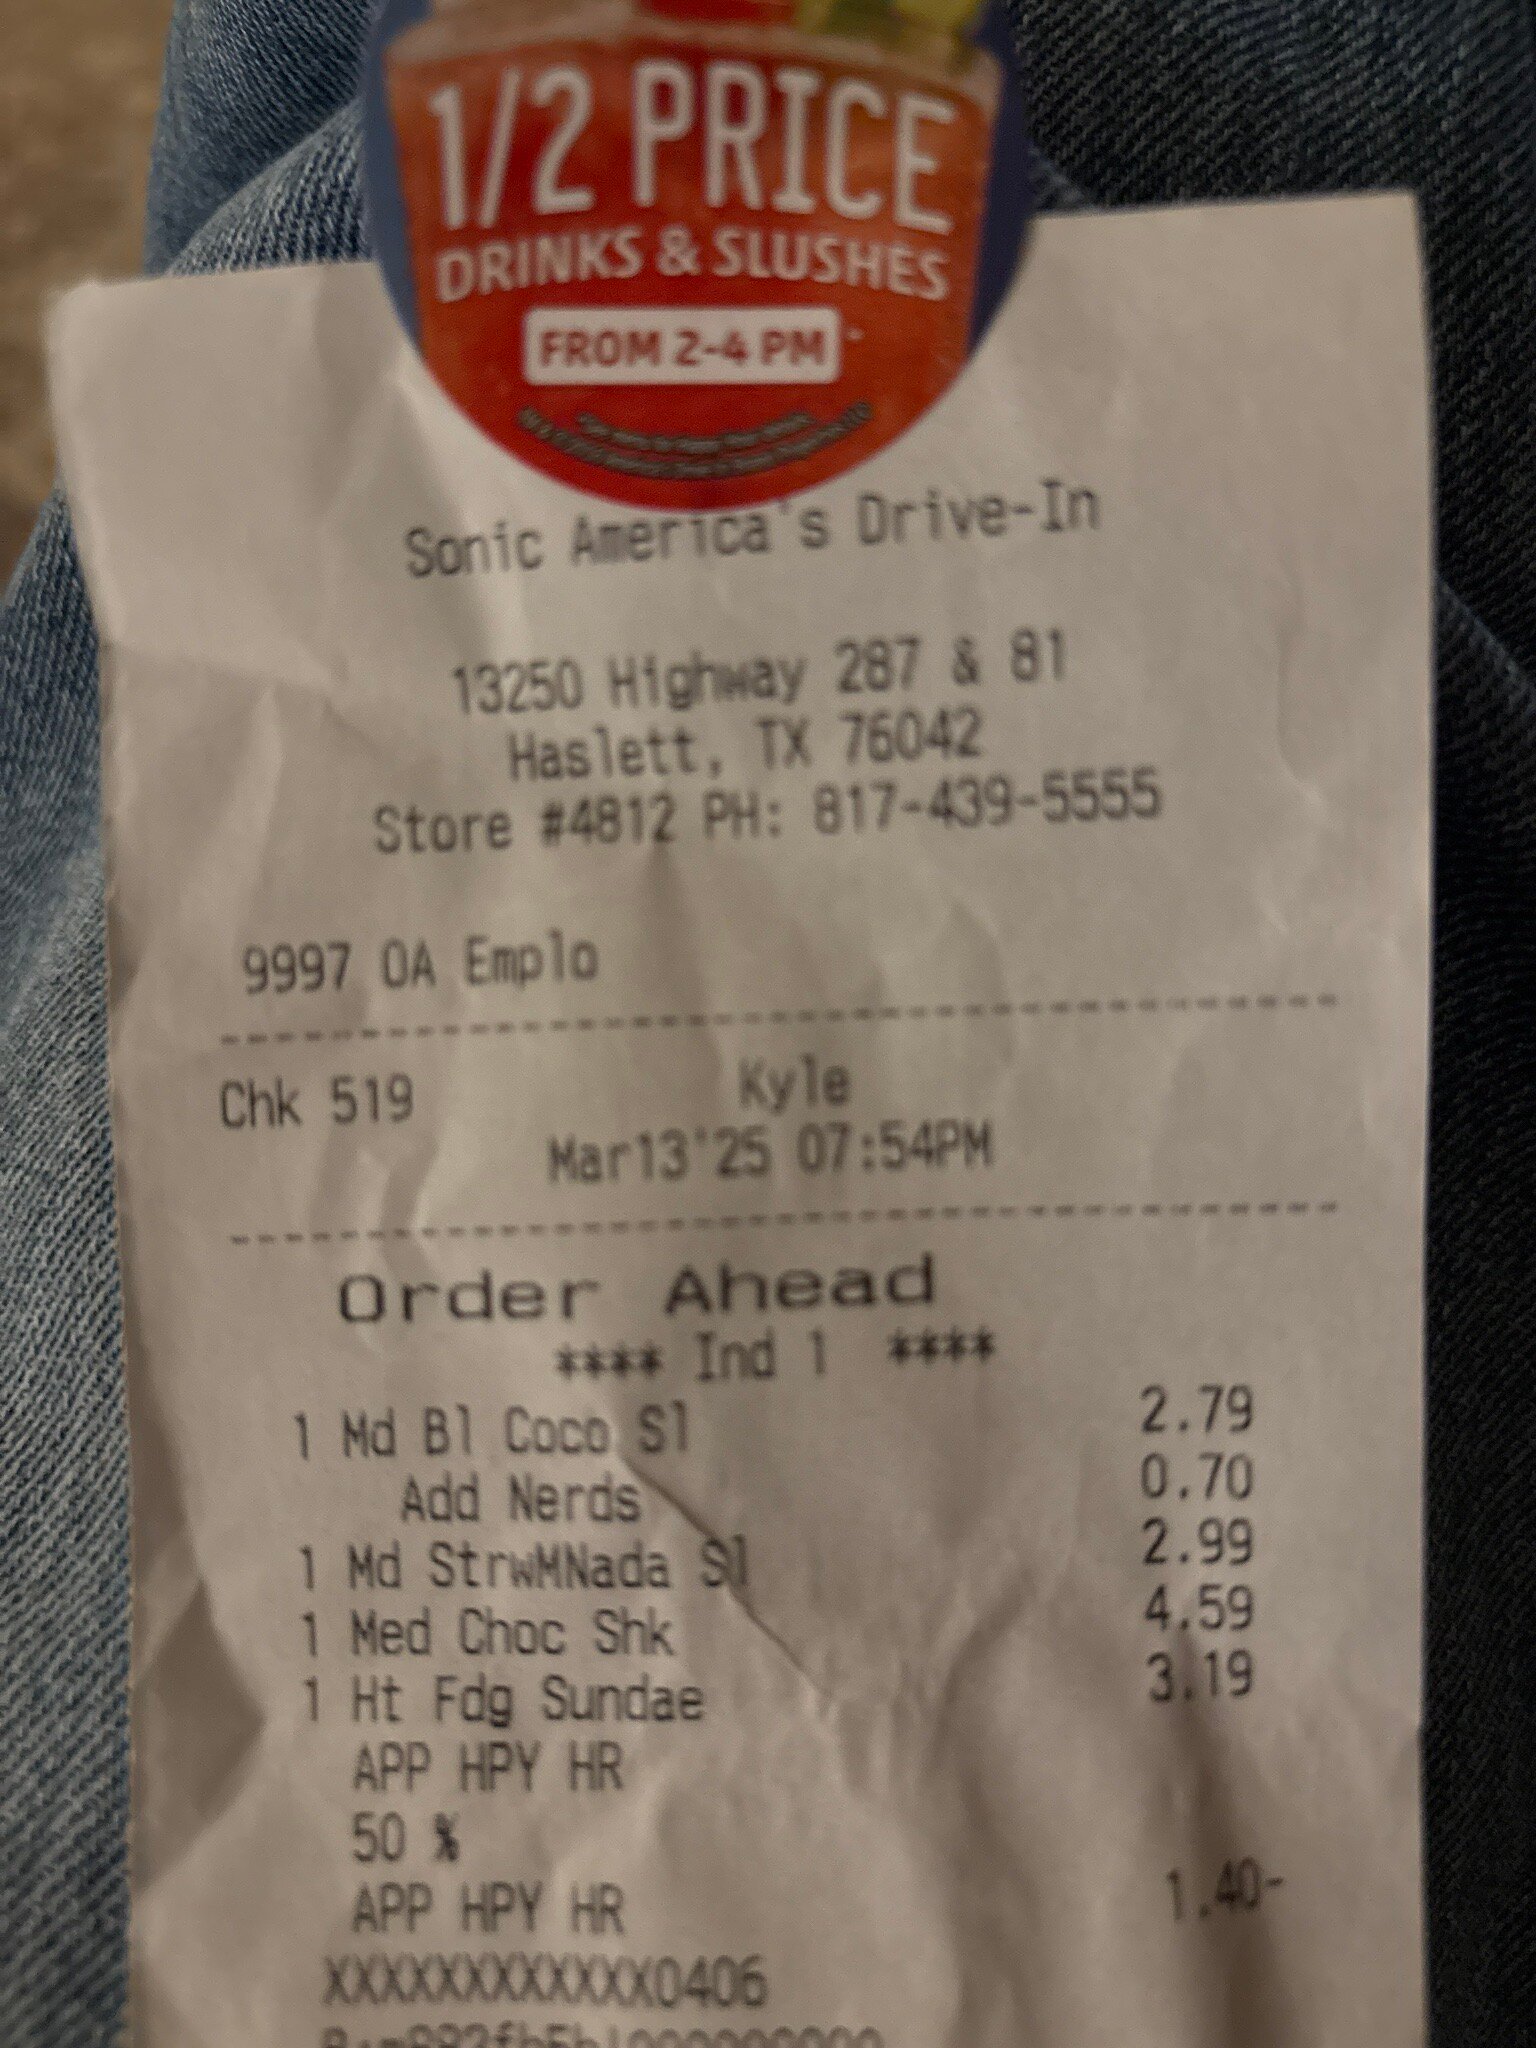 1/2 PRICE
DRINKS & SLUSHES
FROM 2-4 PM
Sonic America's Drive-In
13250 Highway 287 & 81
Haslett, TX 76042
Store #4812 PH: 817-439-5555
9997 OA Emplo
Chk 519 Kyle
Mar13'25 07:54PM
Order Ahead
**** Ind 1 ****
1 Md Bl Coco Sl 2.79
Add Nerds 0.70
1 Md StrwMNada Sl 2.99
1 Med Choc Shk 4.59
1 Ht Fdg Sundae 3.19
APP HPY HR
50 %
APP HPY HR 1.40-
XXXXXXXXXXXX0406